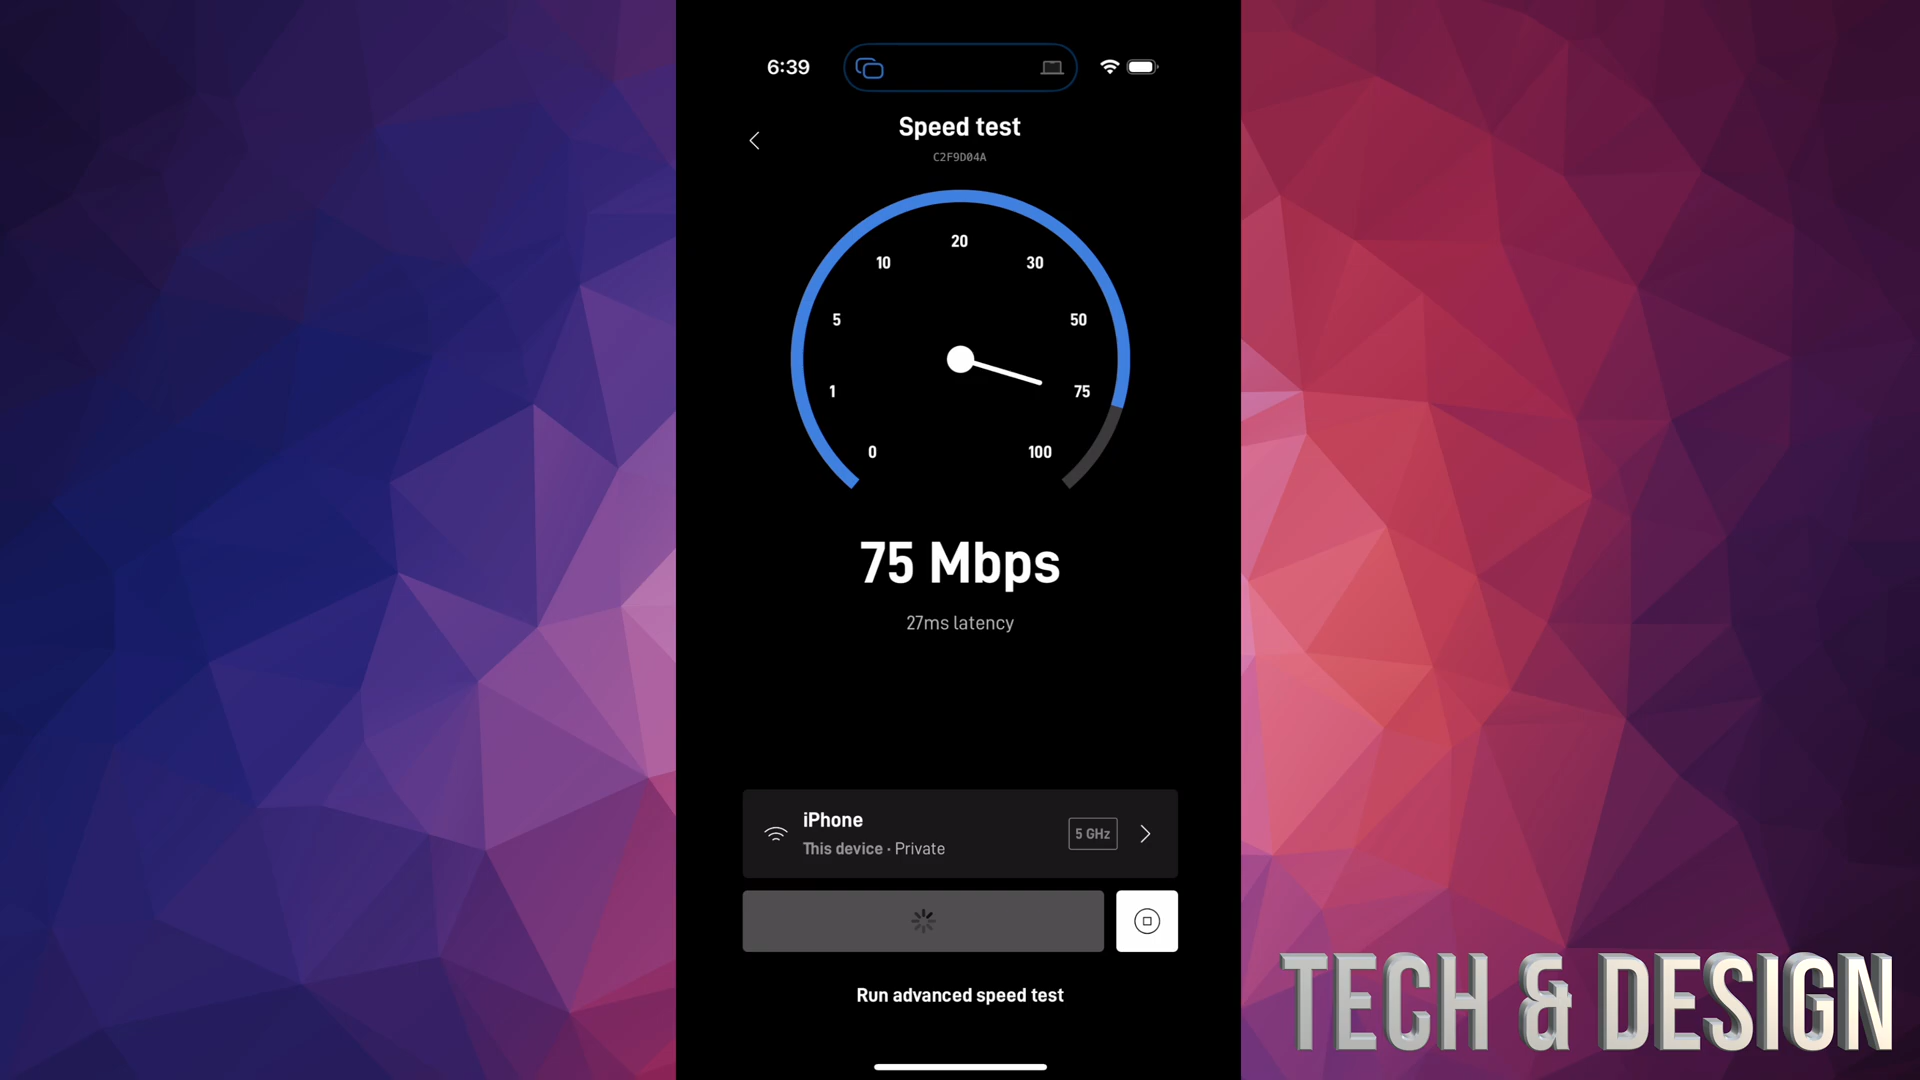 6:39
Speed test
C2F9D04A
20
10
30
5
50
1
75
0
100
75 Mbps
27ms latency
iPhone
This device · Private
5 GHz
Run advanced speed test
TECH & DESIGN